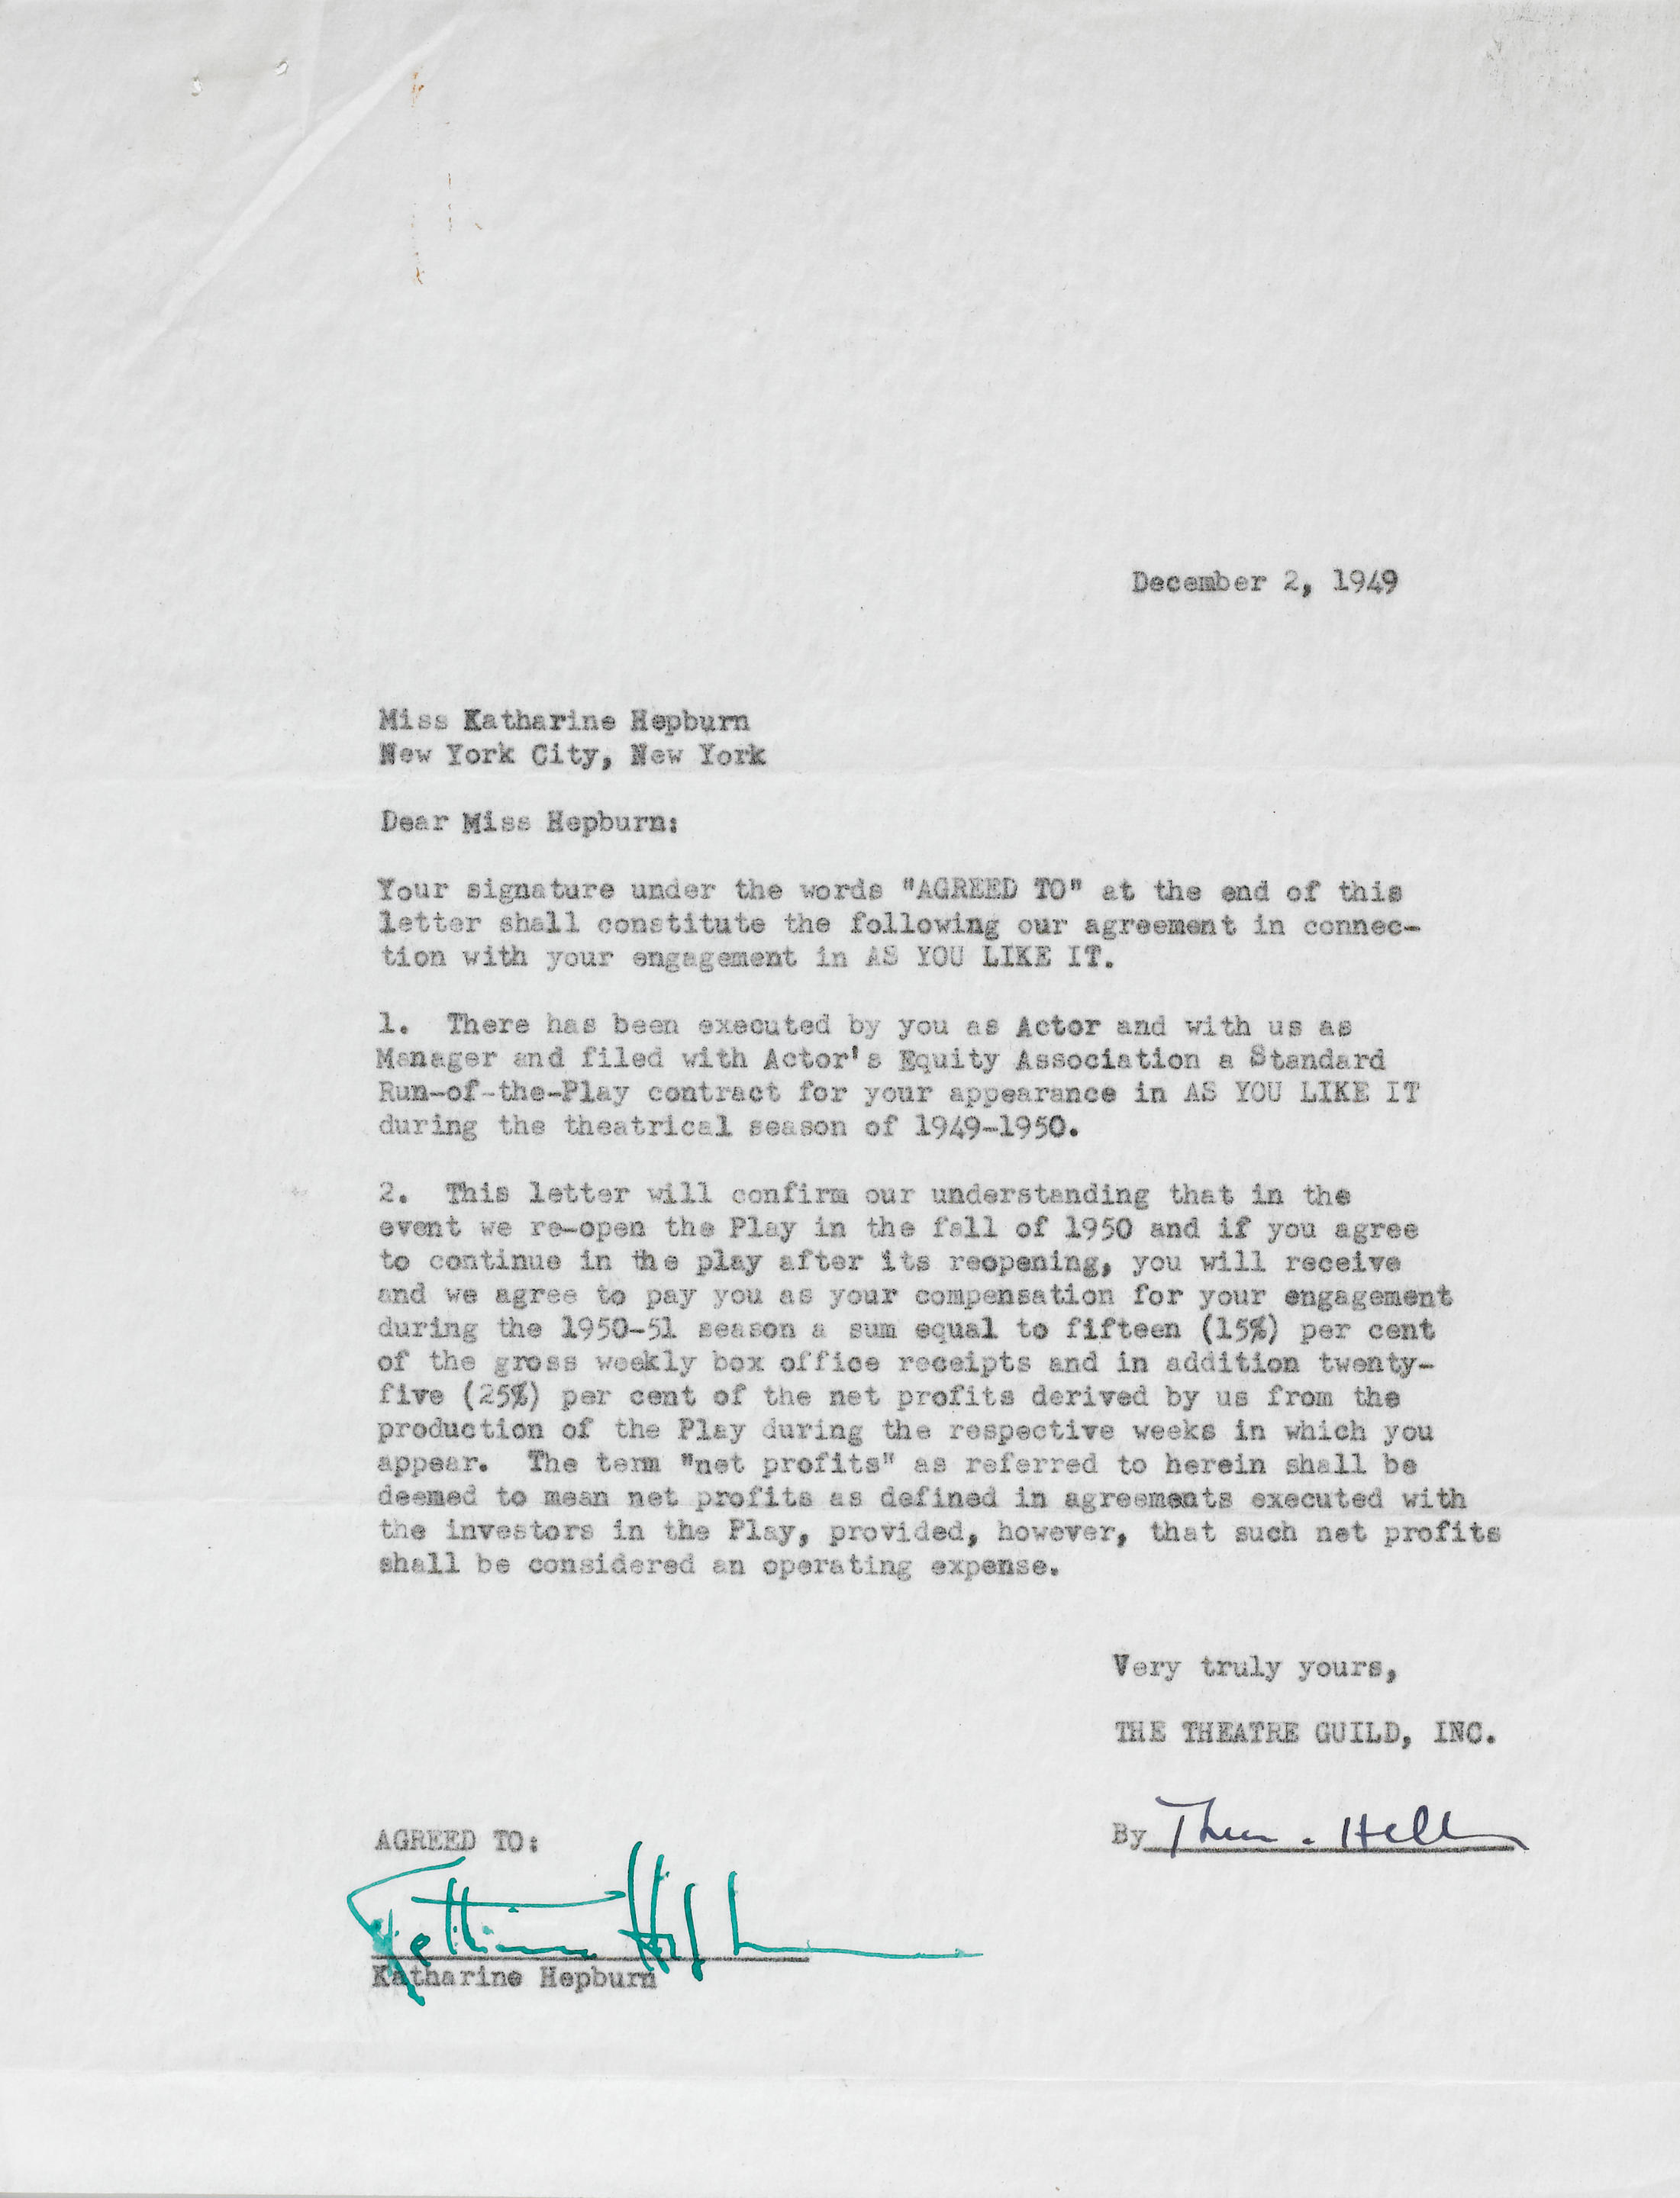 December 2, 1949
Miss Katharine Hepburn
New York City, New York
Dear Miss Hepburn:
Your signature under the words "AGREED TO" at the end of this
letter shall constitute the following our agreement in connec-
tion with your engagement in AS YOU LIKE IT.
1. There has been executed by you as Actor and with us as
Manager and filed with Actor's Equity Association a Standard
Run-of-the-Play contract for your appearance in AS YOU LIKE IT
during the theatrical season of 1949-1950.
2. This letter will confirm our understanding that in the
event we re-open the Play in the fall of 1950 and if you agree
to continue in the play after its reopening, you will receive
and we agree to pay you as your compensation for your engagement
during the 1950-51 season a sum equal to fifteen (15%) per cent
of the gross weekly box office receipts and in addition twenty-
five (25%) per cent of the net profits derived by us from the
production of the Play during the respective weeks in which you
appear. The term "net profits" as referred to herein shall be
deemed to mean net profits as defined in agreements executed with
the investors in the Play, provided, however, that such net profits
shall be considered an operating expense.
Very truly yours,
THE THEATRE GUILD, INC.
By
AGREED TO:
Katharine Hepburn
Katharine Hepburn